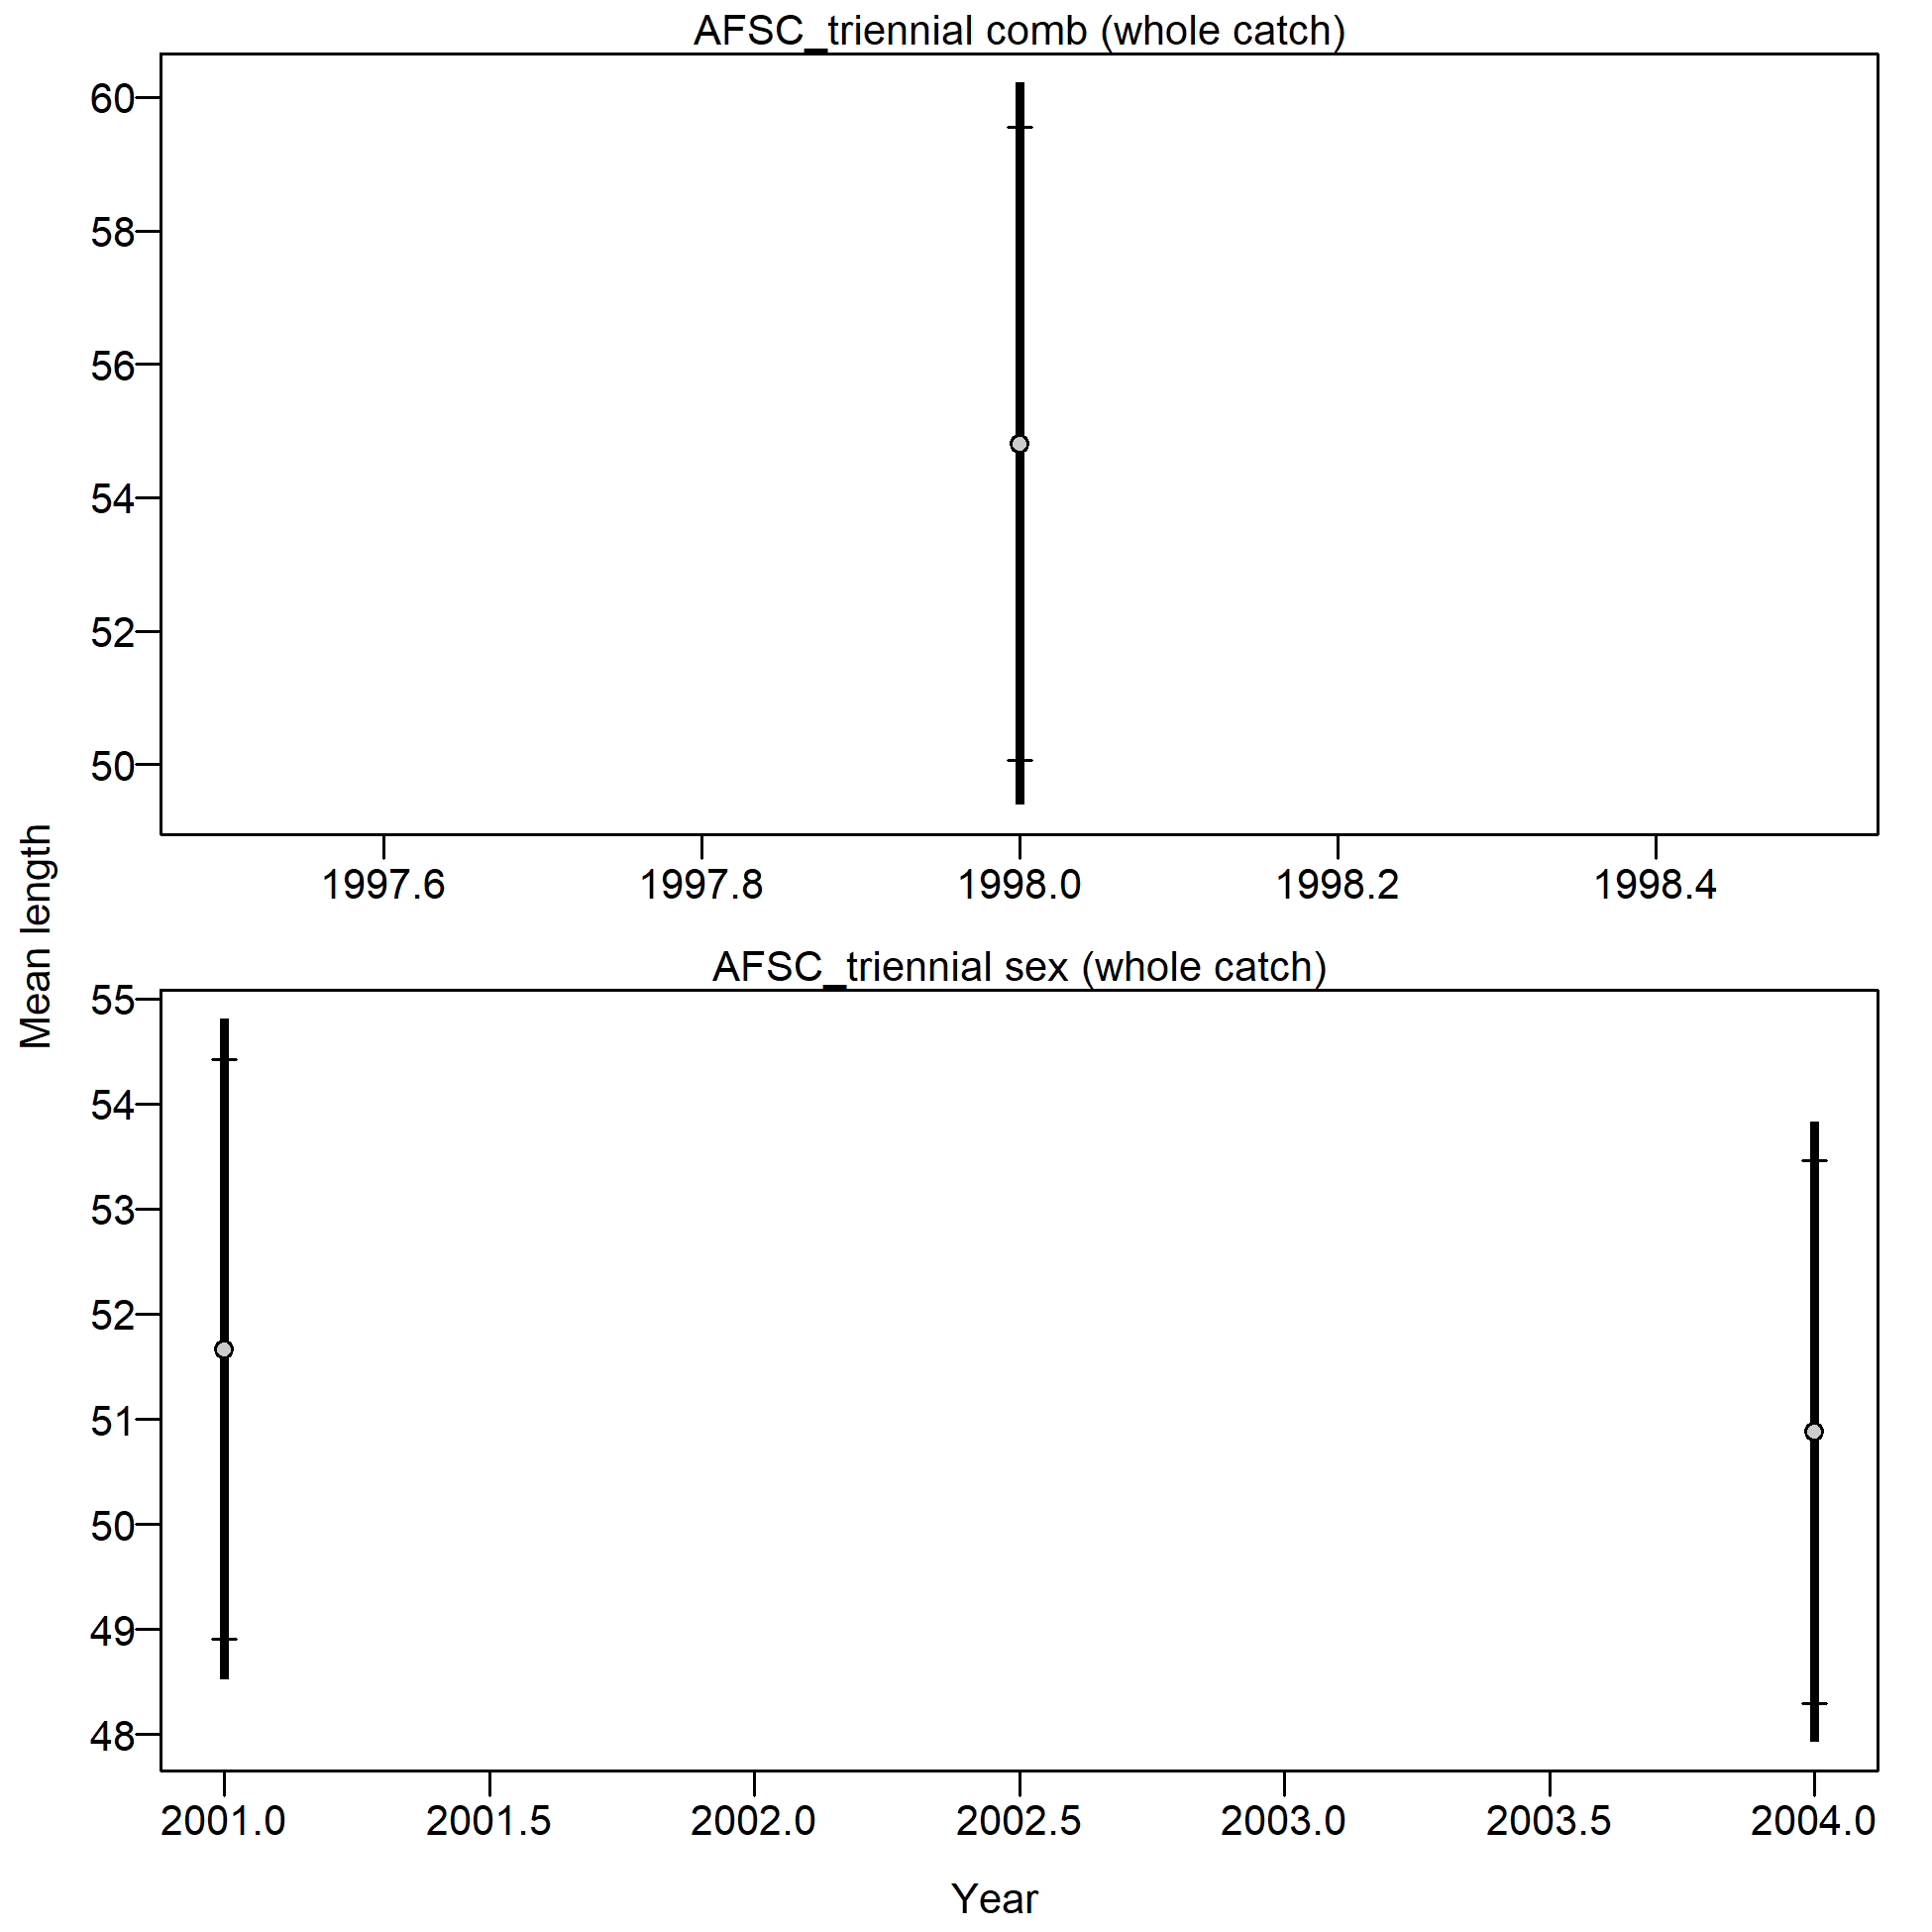 AFSC_triennial comb (whole catch)
60
58
56
54
52
50
1997.6 1997.8 1998.0 1998.2 1998.4
Mean length
AFSC_triennial sex (whole catch)
55
54
53
52
51
50
49
48
2001.0 2001.5 2002.0 2002.5 2003.0 2003.5 2004.0
Year